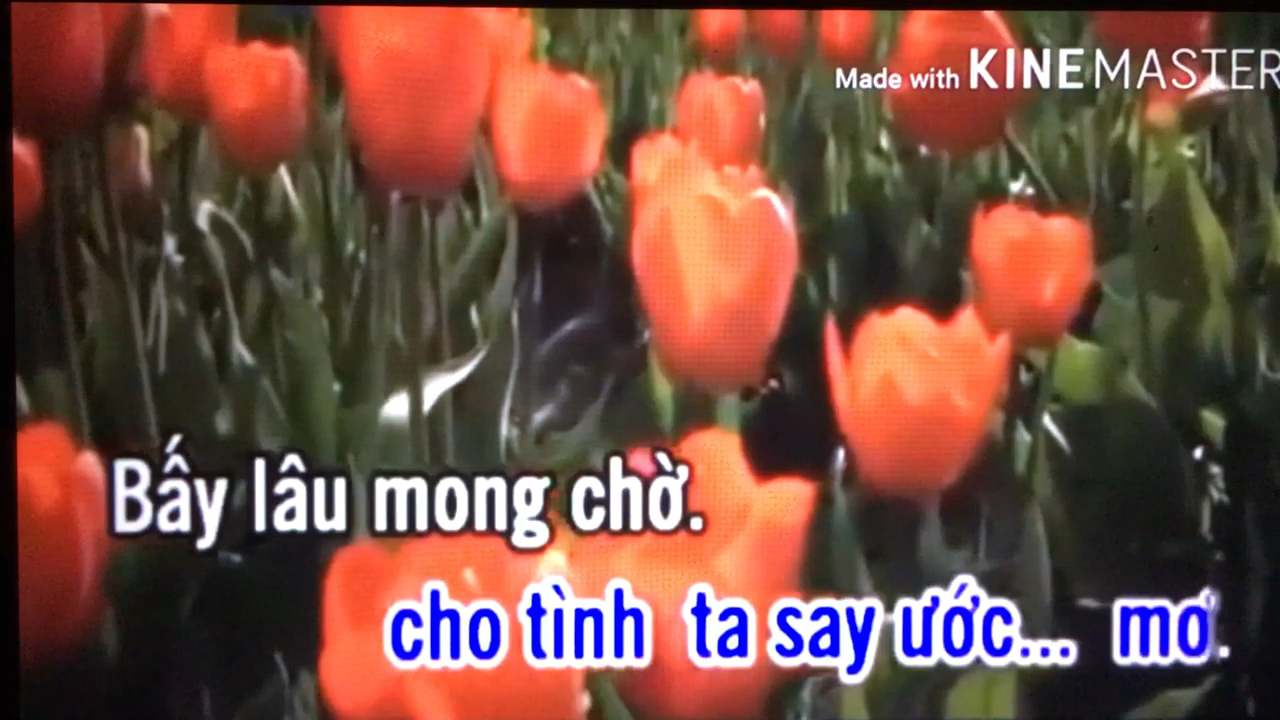 Made with KINEMASTER
Bấy lâu mong chờ.
cho tình ta say ước... mơ.